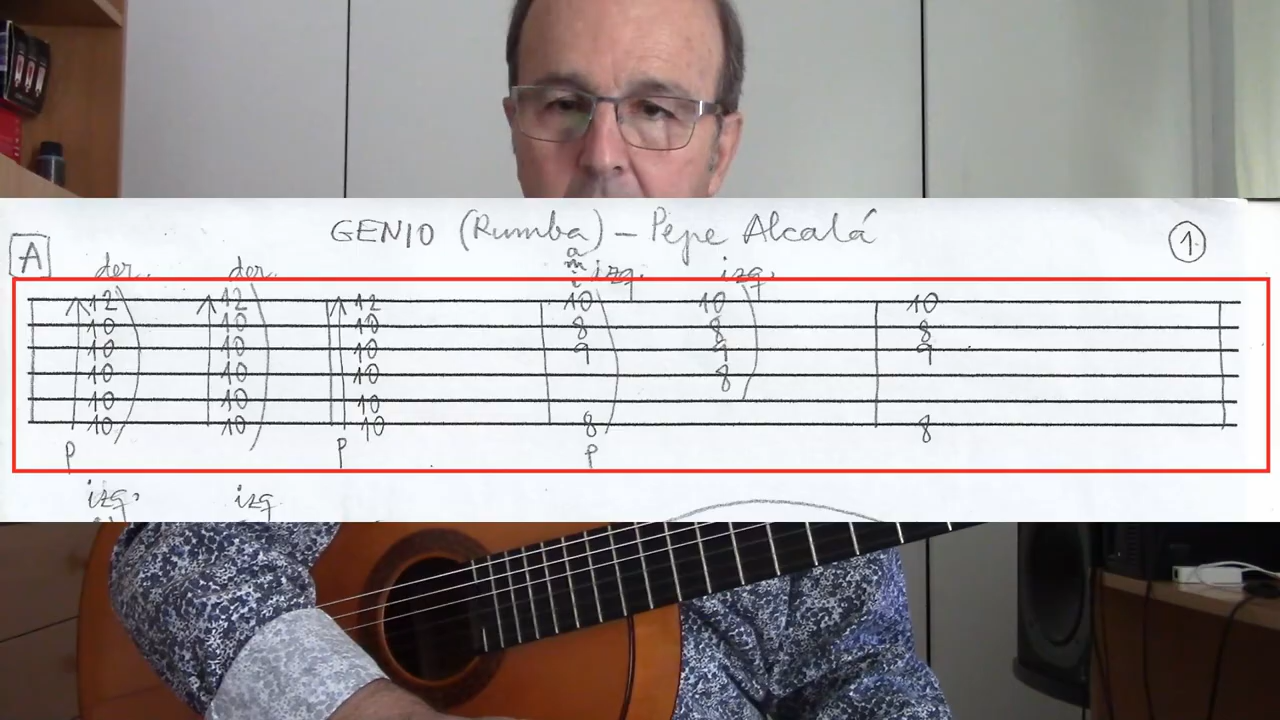 GENIO (Rumba) – Pepe Alcalá
1.
A
der. der. a
m
i izq. izq.
12 12 12 10 10 10
10 10 10 8 8 8
10 10 10 9 9 9
10 10 10 8
10 10 10
10 10 10 8 8
p p p
izq. izq